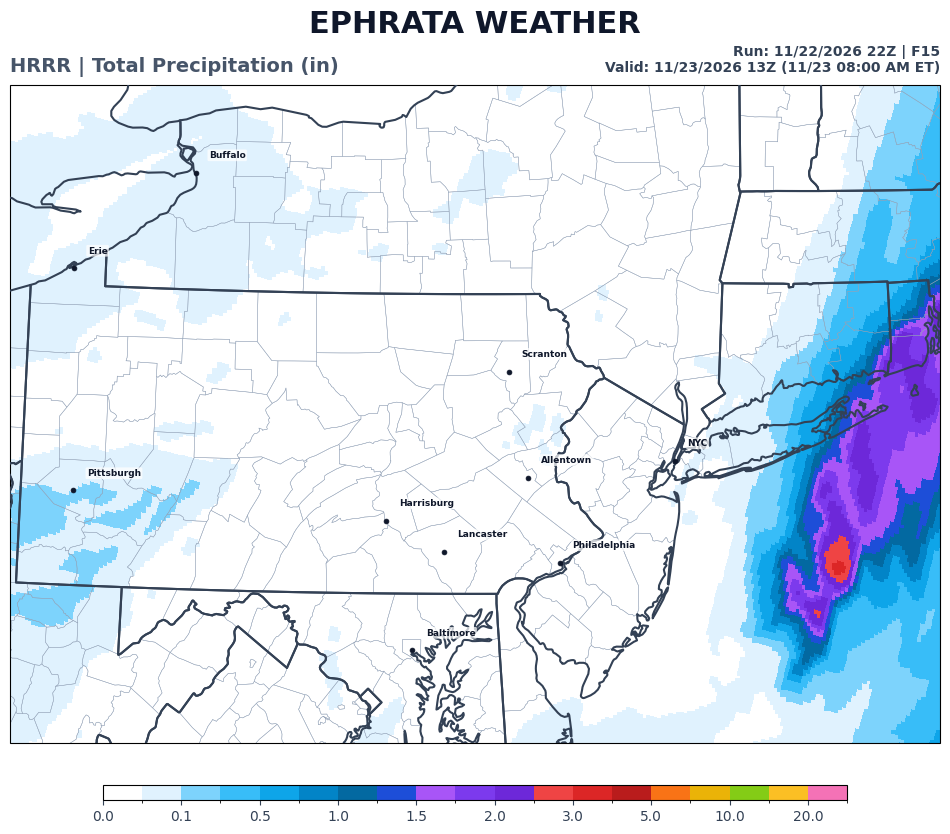 EPHRATA WEATHER
HRRR | Total Precipitation (in)
Run: 11/22/2026 22Z | F15
Valid: 11/23/2026 13Z (11/23 08:00 AM ET)
Buffalo
Erie
Scranton
NYC
Allentown
Pittsburgh
Harrisburg
Lancaster
Philadelphia
Baltimore
0.0 0.1 0.5 1.0 1.5 2.0 3.0 5.0 10.0 20.0